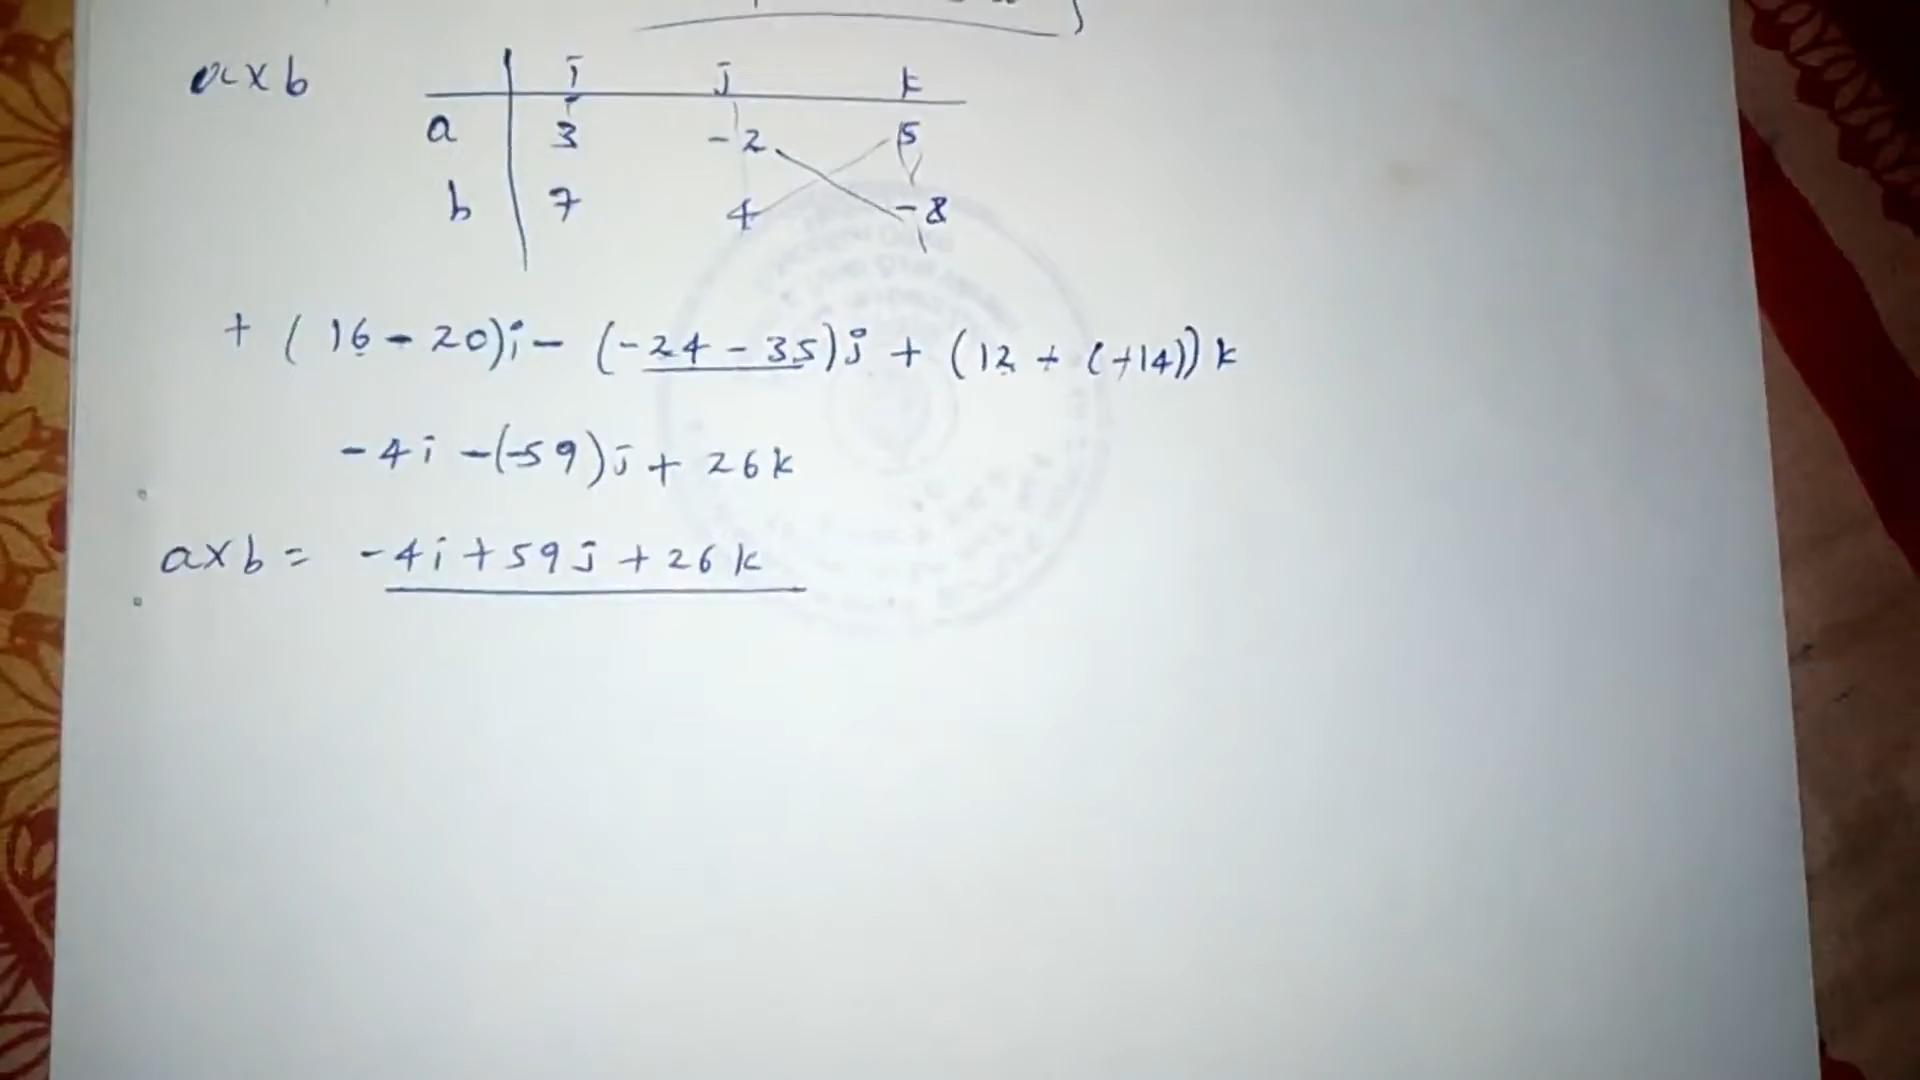 a x b
i j k
a 3 -2 5
b 7 4 -8
+ ( 16 - 20)i - (-24 - 35)j + (12 + (+14)) k
-4i -(-59)j + 26k
a x b = -4i + 59j + 26k